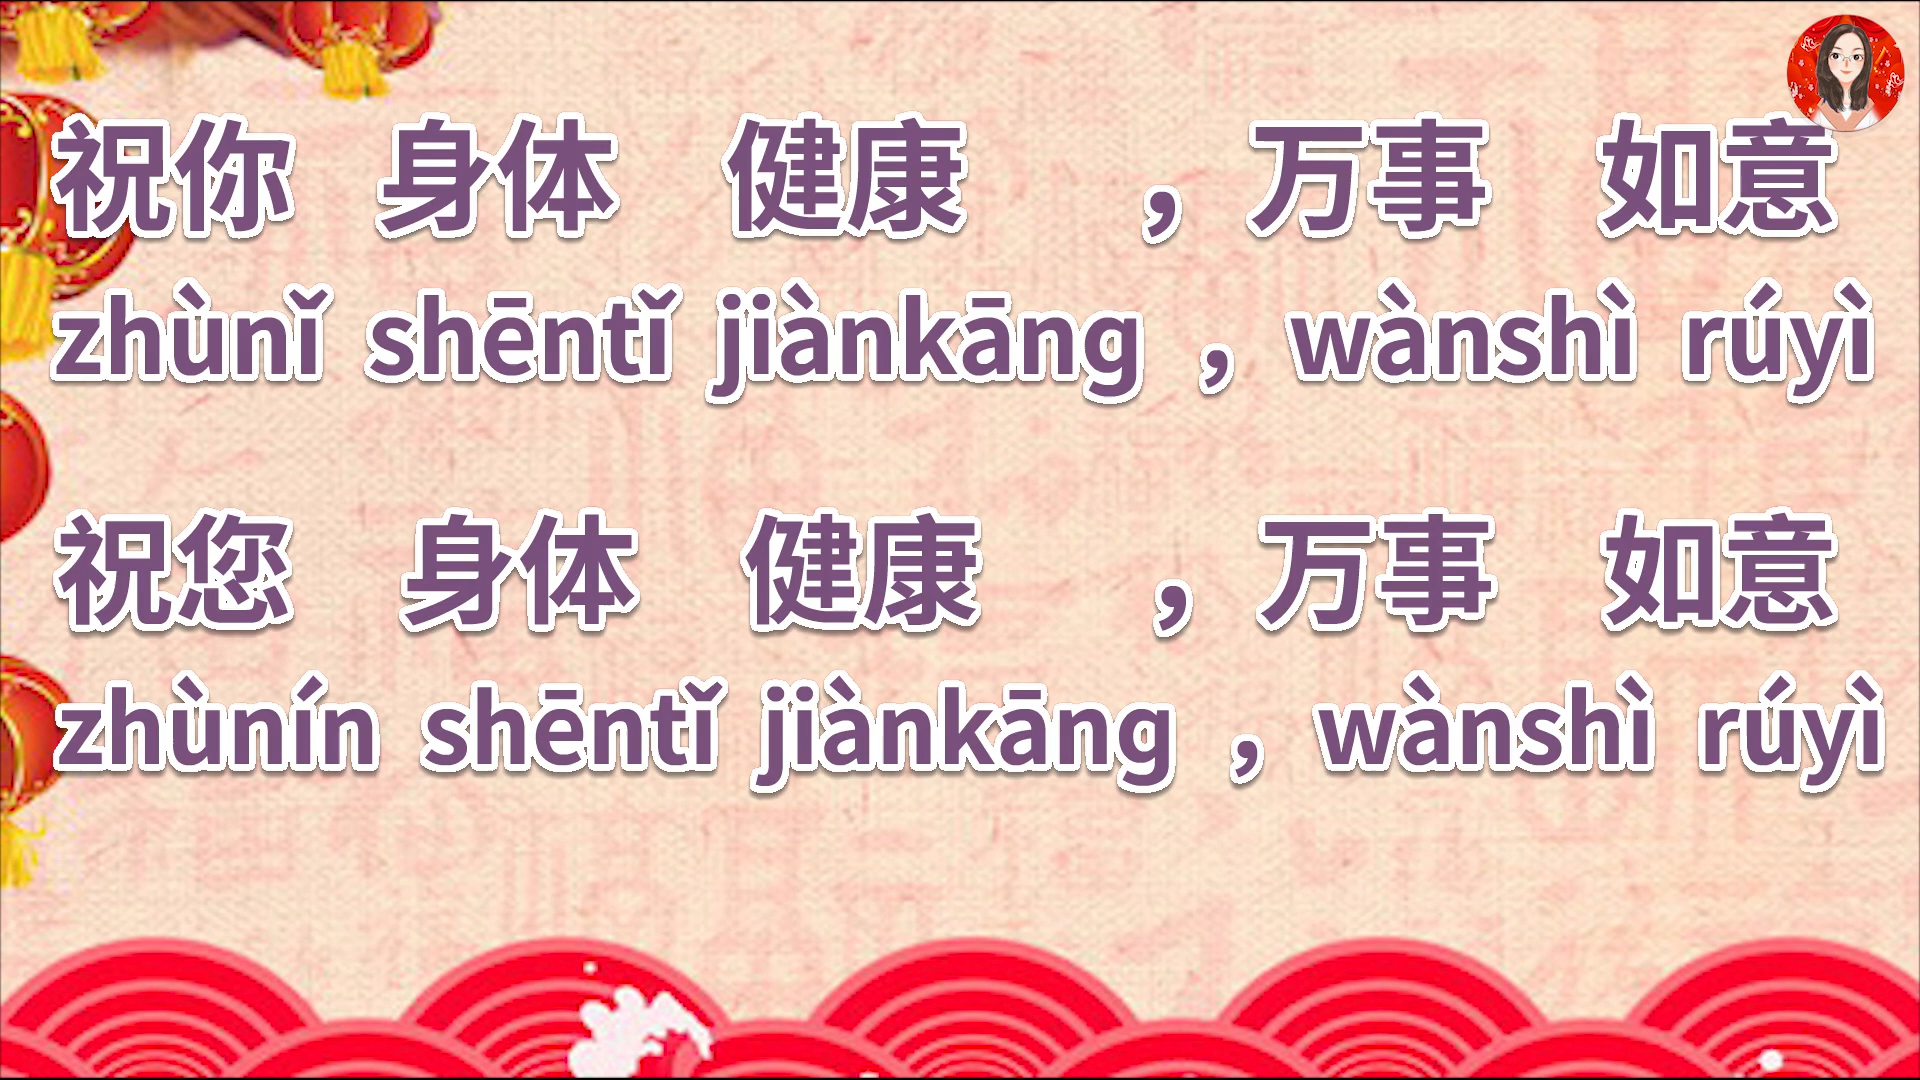 祝你 身体 健康 ，万事 如意
zhùnǐ shēntǐ jiànkāng , wànshì rúyì
祝您 身体 健康 ，万事 如意
zhùnín shēntǐ jiànkāng , wànshì rúyì